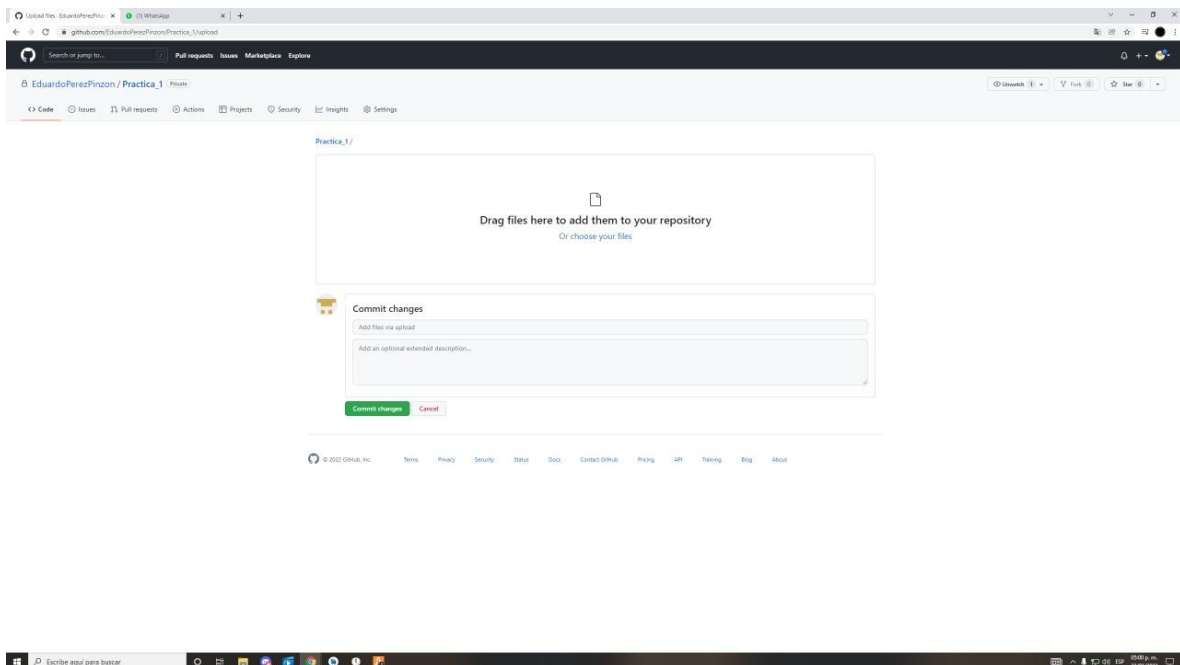 Upload files · EduardoPerezPinz (1) WhatsApp
github.com/EduardoPerezPinzon/Practica_1/upload
Search or jump to... / Pull requests Issues Marketplace Explore
EduardoPerezPinzon / Practica_1 Private Unwatch 1 Fork 0 Star 0
<> Code Issues Pull requests Actions Projects Security Insights Settings
Practica_1 /
Drag files here to add them to your repository
Or choose your files
Commit changes
Add files via upload
Add an optional extended description...
Commit changes Cancel
© 2022 GitHub, Inc. Terms Privacy Security Status Docs Contact GitHub Pricing API Training Blog About
Escribe aquí para buscar ESP 05:00 p. m.